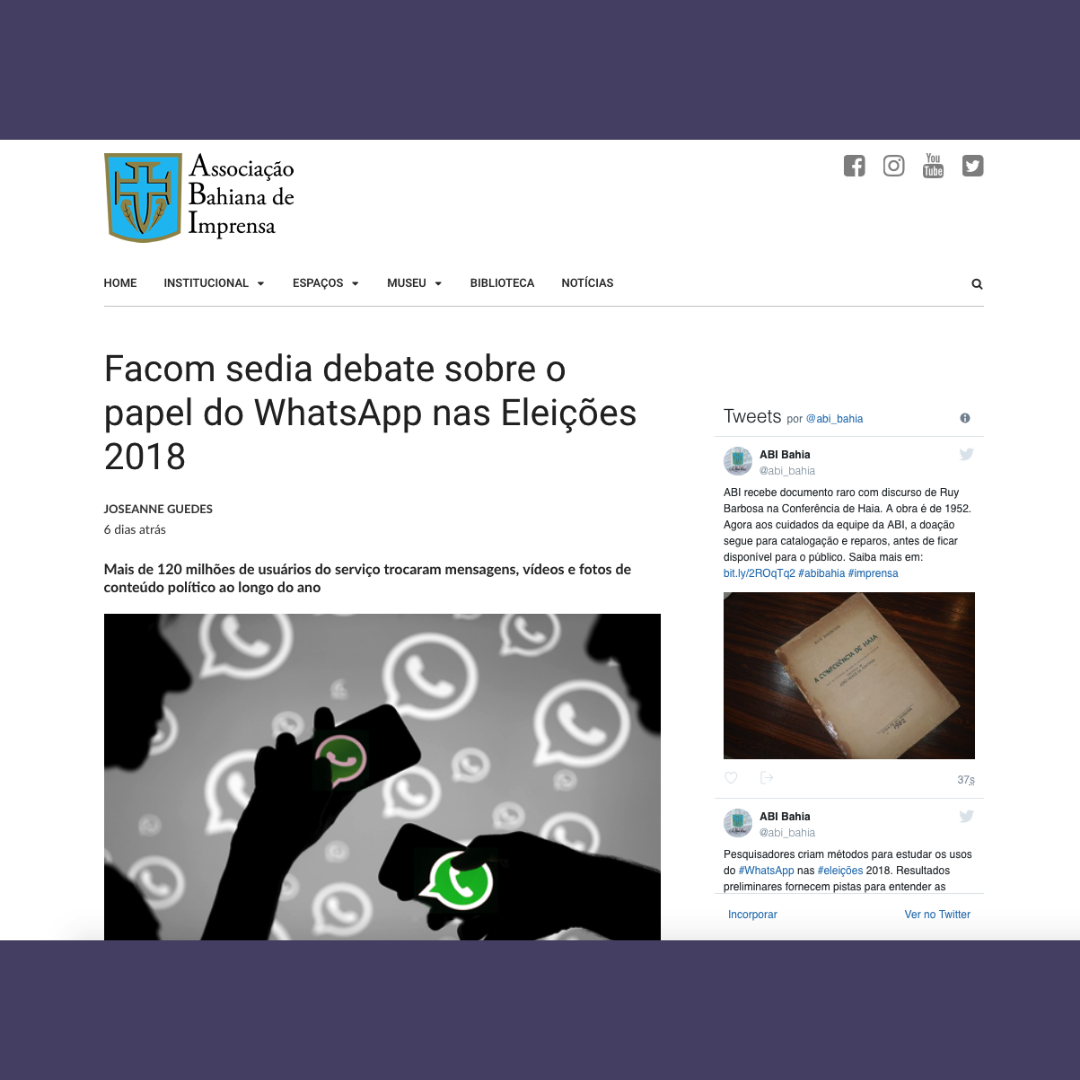 Associação
Bahiana de
Imprensa
You
Tube
HOME INSTITUCIONAL ESPAÇOS MUSEU BIBLIOTECA NOTÍCIAS
Facom sedia debate sobre o
papel do WhatsApp nas Eleições
2018
JOSEANNE GUEDES
6 dias atrás
Mais de 120 milhões de usuários do serviço trocaram mensagens, vídeos e fotos de
conteúdo político ao longo do ano
Tweets por @abi_bahia
ABI Bahia
@abi_bahia
ABI recebe documento raro com discurso de Ruy
Barbosa na Conferência de Haia. A obra é de 1952.
Agora aos cuidados da equipe da ABI, a doação
segue para catalogação e reparos, antes de ficar
disponível para o público. Saiba mais em:
bit.ly/2ROqTq2 #abibahia #imprensa
A CONFERÊNCIA DE HAIA
37s
ABI Bahia
@abi_bahia
Pesquisadores criam métodos para estudar os usos
do #WhatsApp nas #eleições 2018. Resultados
preliminares fornecem pistas para entender as
Incorporar Ver no Twitter